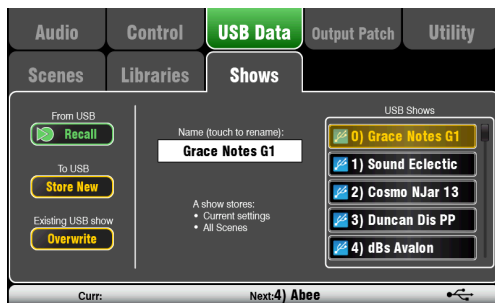 Audio
Control
USB Data
Output Patch
Utility
Scenes
Libraries
Shows
From USB
Recall
To USB
Store New
Existing USB show
Overwrite
Name (touch to rename):
Grace Notes G1
A show stores:
• Current settings
• All Scenes
USB Shows
0) Grace Notes G1
1) Sound Eclectic
2) Cosmo NJar 13
3) Duncan Dis PP
4) dBs Avalon
Curr:
Next:4) Abee